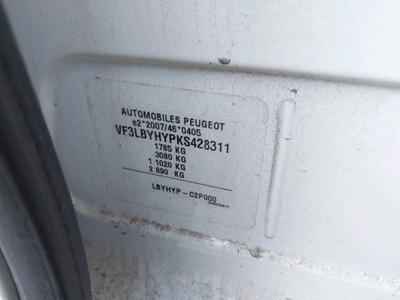 AUTOMOBILES PEUGEOT
e2*2007/46*0405
VF3LBYHYPKS428311
1785 KG
3080 KG
1 1020 KG
2 890 KG
LBYHYP-C2P000